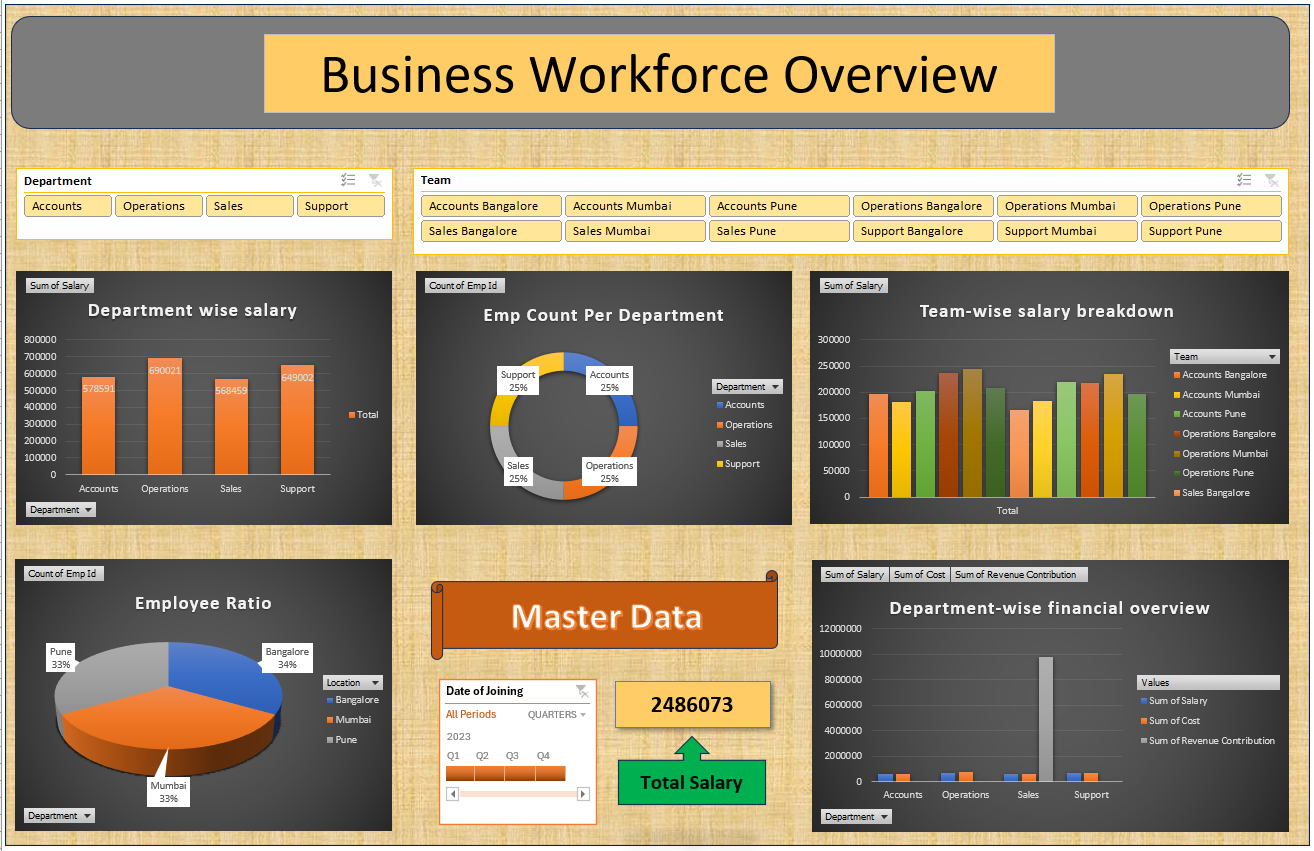 Business Workforce Overview
Department
Accounts Operations Sales Support
Team
Accounts Bangalore Accounts Mumbai Accounts Pune Operations Bangalore Operations Mumbai Operations Pune
Sales Bangalore Sales Mumbai Sales Pune Support Bangalore Support Mumbai Support Pune
Sum of Salary
Department wise salary
800000
700000
600000
500000
400000
300000
200000
100000
0
578591
690021
568459
649002
Accounts Operations Sales Support
Total
Department
Count of Emp Id
Emp Count Per Department
Support
25%
Accounts
25%
Sales
25%
Operations
25%
Department
Accounts
Operations
Sales
Support
Sum of Salary
Team-wise salary breakdown
300000
250000
200000
150000
100000
50000
0
Total
Team
Accounts Bangalore
Accounts Mumbai
Accounts Pune
Operations Bangalore
Operations Mumbai
Operations Pune
Sales Bangalore
Count of Emp Id
Employee Ratio
Pune
33%
Bangalore
34%
Mumbai
33%
Location
Bangalore
Mumbai
Pune
Department
Master Data
Date of Joining
All Periods QUARTERS
2023
Q1 Q2 Q3 Q4
2486073
Total Salary
Sum of Salary Sum of Cost Sum of Revenue Contribution
Department-wise financial overview
12000000
10000000
8000000
6000000
4000000
2000000
0
Accounts Operations Sales Support
Values
Sum of Salary
Sum of Cost
Sum of Revenue Contribution
Department